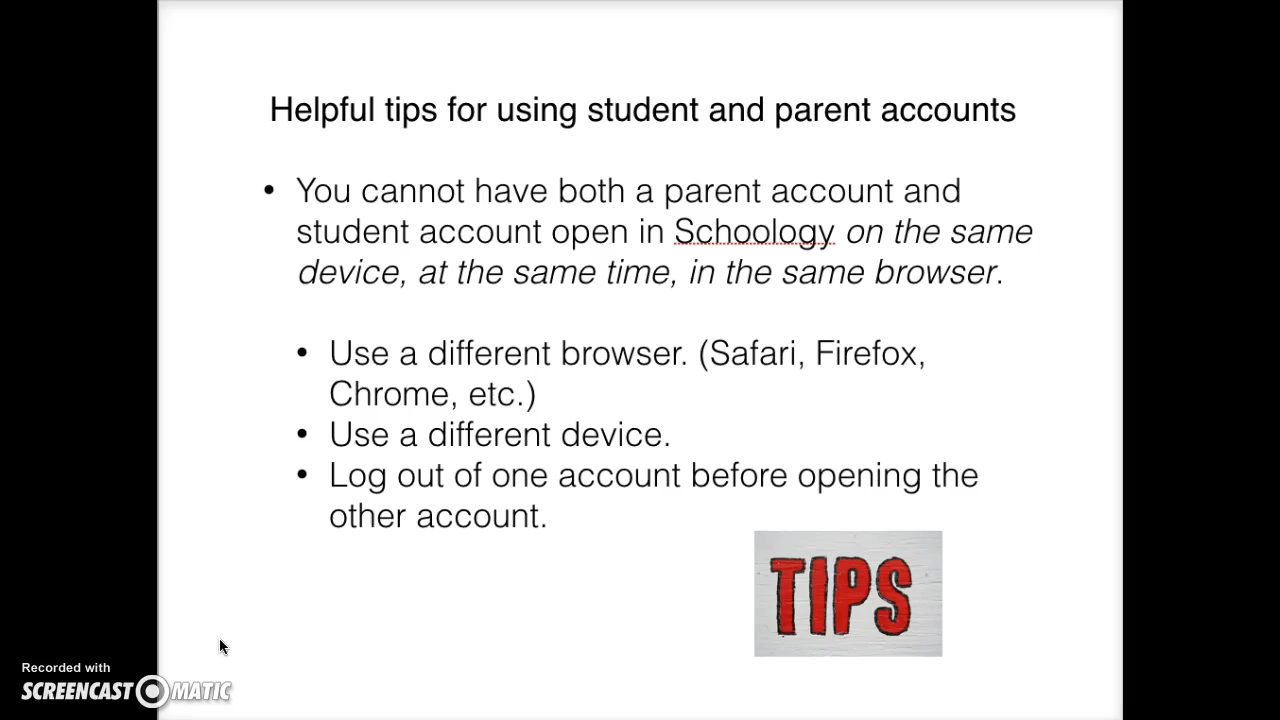 Helpful tips for using student and parent accounts
• You cannot have both a parent account and
student account open in Schoology on the same
device, at the same time, in the same browser.
• Use a different browser. (Safari, Firefox,
Chrome, etc.)
• Use a different device.
• Log out of one account before opening the
other account.
TIPS
Recorded with
SCREENCAST MATIC